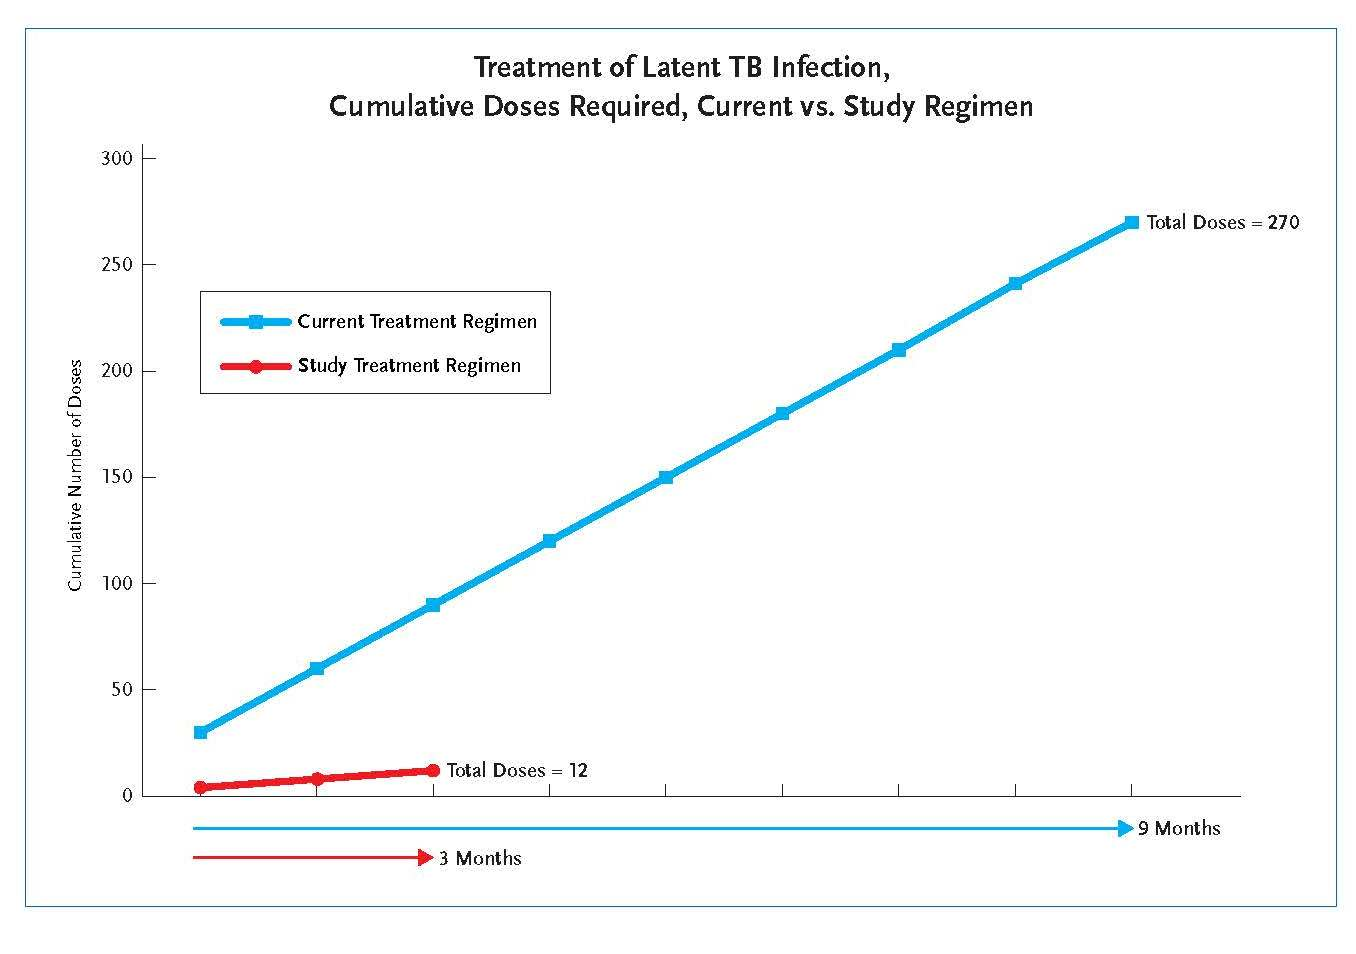 Treatment of Latent TB Infection,
Cumulative Doses Required, Current vs. Study Regimen
300
250
200
150
100
50
0
Cumulative Number of Doses
Current Treatment Regimen
Study Treatment Regimen
Total Doses = 270
Total Doses = 12
9 Months
3 Months